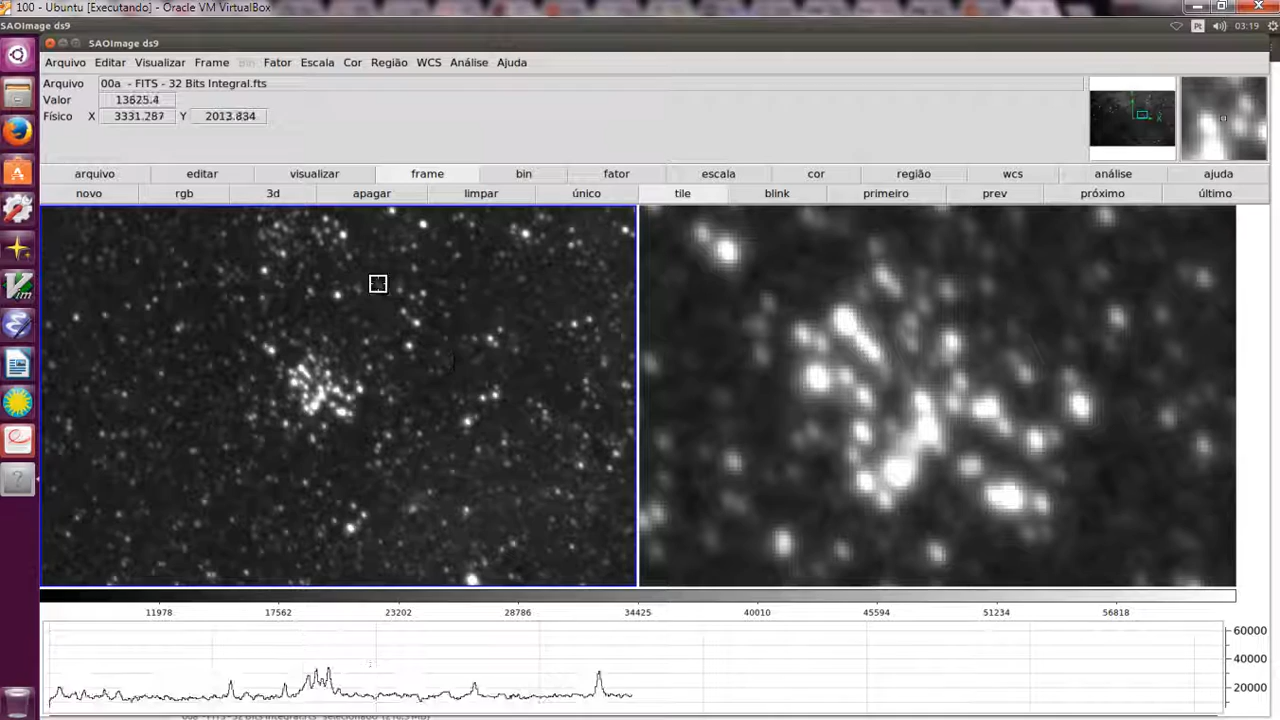 100 - Ubuntu [Executando] - Oracle VM VirtualBox
SAOImage ds9
Pt 03:19
SAOImage ds9
Arquivo Editar Visualizar Frame Bin Fator Escala Cor Região WCS Análise Ajuda
Arquivo 00a - FITS - 32 Bits Integral.fts
Valor 13625.4
Físico X 3331.287 Y 2013.834
arquivo editar visualizar frame bin fator escala cor região wcs análise ajuda
novo rgb 3d apagar limpar único tile blink primeiro prev próximo último
11978 17562 23202 28786 34425 40010 45594 51234 56818
60000
40000
20000